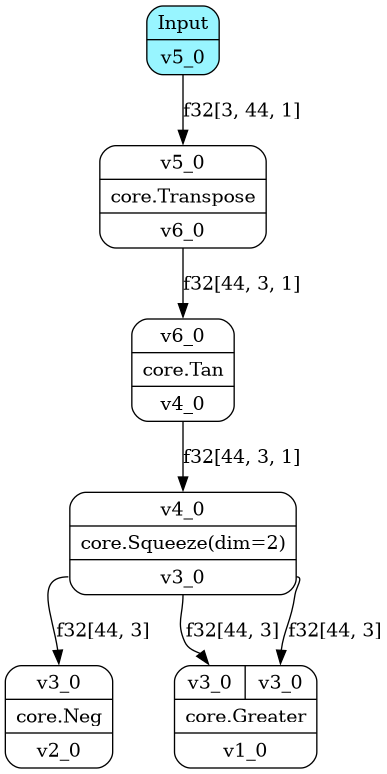 Input
v5_0
f32[3, 44, 1]
v5_0
core.Transpose
v6_0
f32[44, 3, 1]
v6_0
core.Tan
v4_0
f32[44, 3, 1]
v4_0
core.Squeeze(dim=2)
v3_0
f32[44, 3] f32[44, 3] f32[44, 3]
v3_0
core.Neg
v2_0
v3_0 v3_0
core.Greater
v1_0